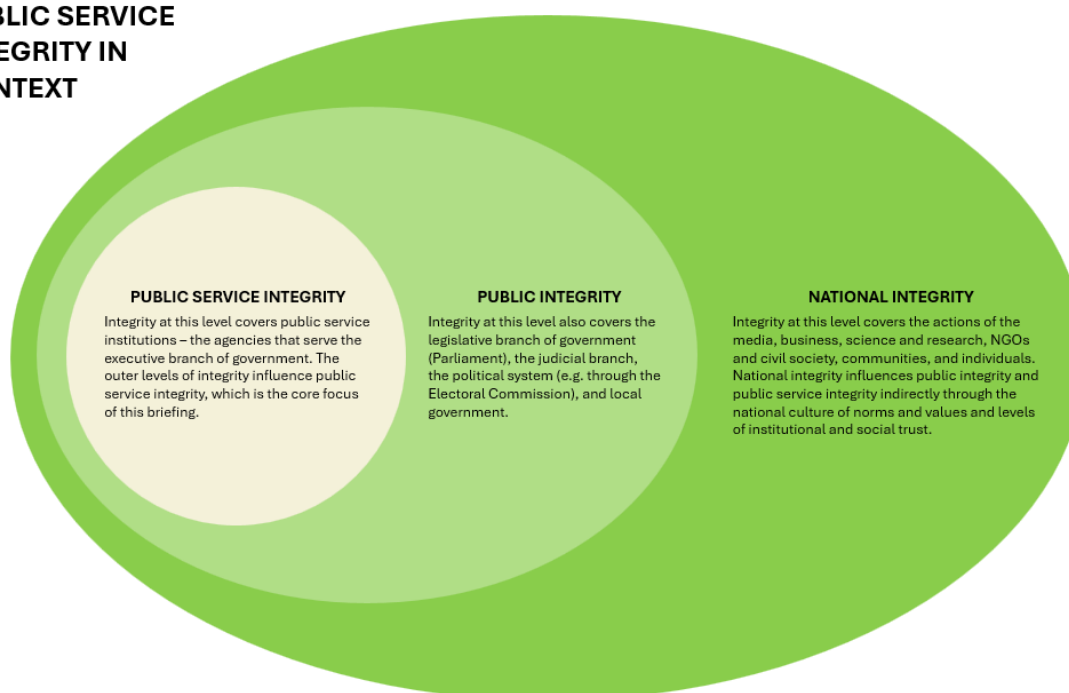 BLIC SERVICE
EGRITY IN
NTEXT
PUBLIC SERVICE INTEGRITY
Integrity at this level covers public service
institutions – the agencies that serve the
executive branch of government. The
outer levels of integrity influence public
service integrity, which is the core focus
of this briefing.
PUBLIC INTEGRITY
Integrity at this level also covers the
legislative branch of government
(Parliament), the judicial branch,
the political system (e.g. through the
Electoral Commission), and local
government.
NATIONAL INTEGRITY
Integrity at this level covers the actions of the
media, business, science and research, NGOs
and civil society, communities, and individuals.
National integrity influences public integrity and
public service integrity indirectly through the
national culture of norms and values and levels
of institutional and social trust.